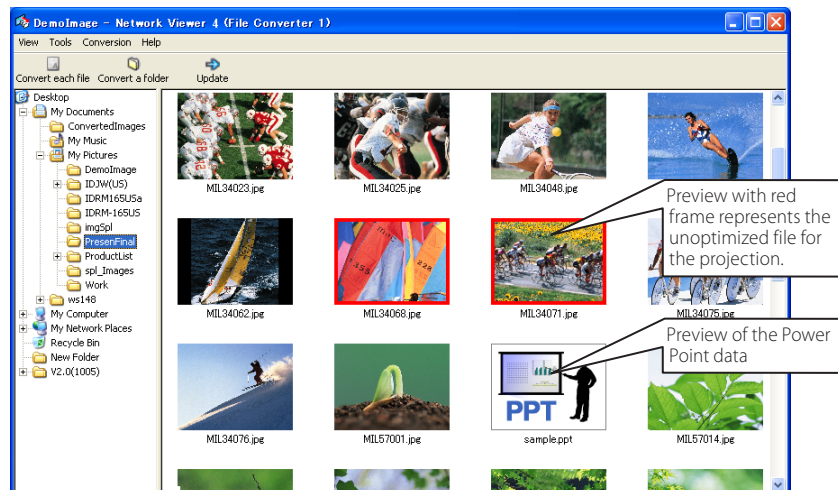 DemoImage - Network Viewer 4 (File Converter 1)
View Tools Conversion Help
Convert each file Convert a folder Update
Desktop
My Documents
ConvertedImages
My Music
My Pictures
DemoImage
IDJW(US)
IDRM165USa
IDRM-165US
imgSpl
PresenFinal
ProductList
spl_Images
Work
ws148
My Computer
My Network Places
Recycle Bin
New Folder
V2.0(1005)
MIL34023.jpg MIL34025.jpg MIL34048.jpg
Preview with red
frame represents the
unoptimized file for
the projection.
MIL34062.jpg MIL34068.jpg MIL34071.jpg MIL34075.jpg
Preview of the Power
Point data
PPT
MIL34076.jpg MIL57001.jpg sample.ppt MIL57014.jpg